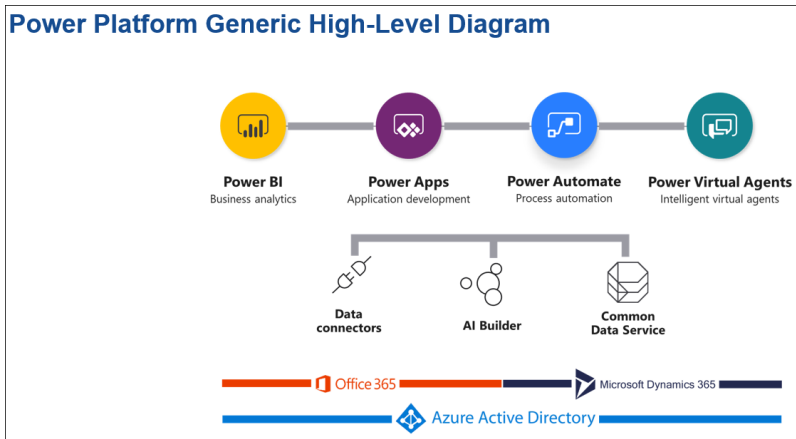 Power Platform Generic High-Level Diagram
Power BI
Business analytics
Power Apps
Application development
Power Automate
Process automation
Power Virtual Agents
Intelligent virtual agents
Data
connectors
AI Builder
Common
Data Service
Office 365
Microsoft Dynamics 365
Azure Active Directory